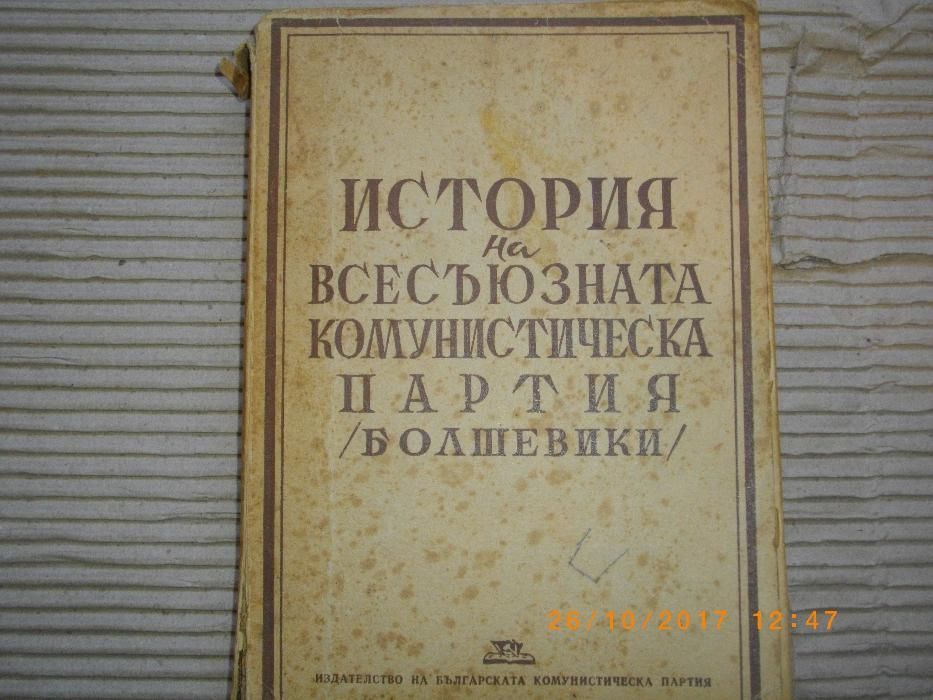 ИСТОРИЯ
на
ВСЕСЪЮЗНАТА
КОМУНИСТИЧЕСКА
ПАРТИЯ
/БОЛШЕВИКИ/
26/10/2017 12:47
ИЗДАТЕЛСТВО НА БЪЛГАРСКАТА КОМУНИСТИЧЕСКА ПАРТИЯ